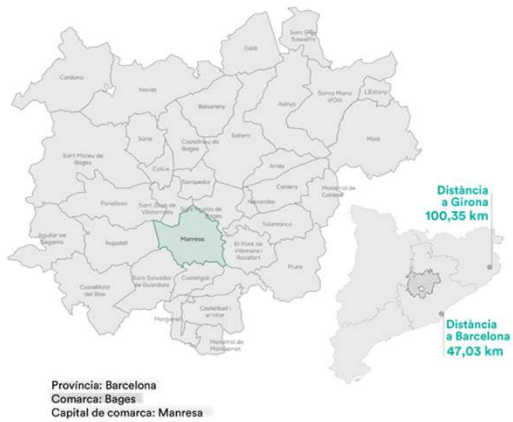 Gaià
Sant Feliu
Sasserra
Cardona
Navàs
Balsareny
Avinyó
Santa Maria
d'Oló
L'Estany
Moià
Súria
Castellnou de
Bages
Sallent
Sant Mateu de
Bages
Callús
Artés
Santpedor
Calders
Monistrol de
Calders
Fonollosa
Sant Joan de
Vilatorrada
Sant Fruitós de
Bages
Navarcles
Talamanca
Aguilar de
Segarra
Rajadell
Manresa
El Pont de
Vilomara i
Rocafort
Mura
Castellfollit
del Boix
Sant Salvador
de Guardiola
Castellgalí
Castellbell i
el Vilar
Marganell
Monistrol de
Montserrat
Distància
a Girona
100,35 km
Distància
a Barcelona
47,03 km
Província: Barcelona
Comarca: Bages
Capital de comarca: Manresa